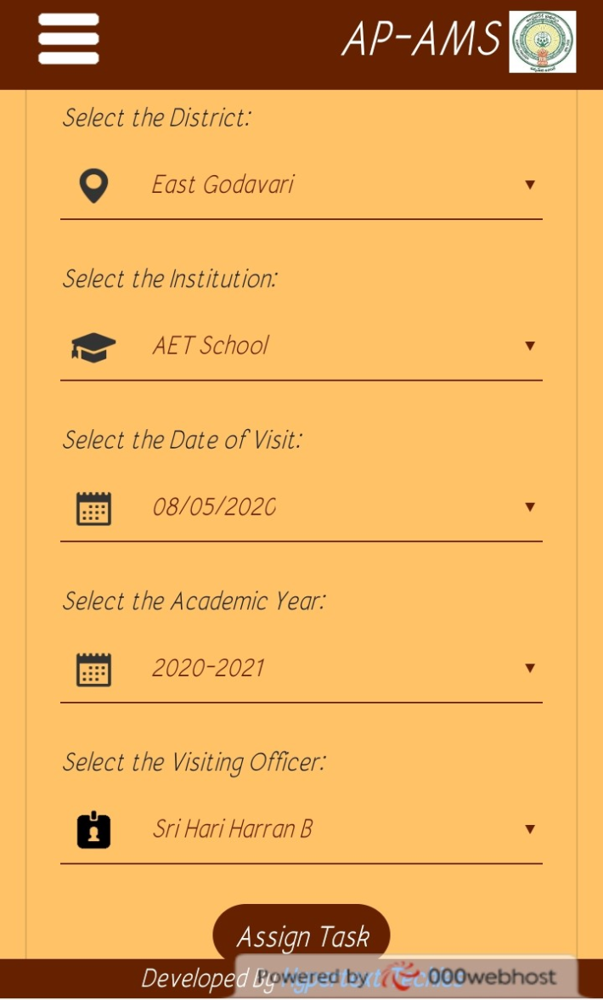 AP-AMS
Select the District:
East Godavari
Select the Institution:
AET School
Select the Date of Visit:
08/05/2020
Select the Academic Year:
2020-2021
Select the Visiting Officer:
Sri Hari Harran B
Assign Task
Developed By Hypertext Techies
Powered by 000webhost